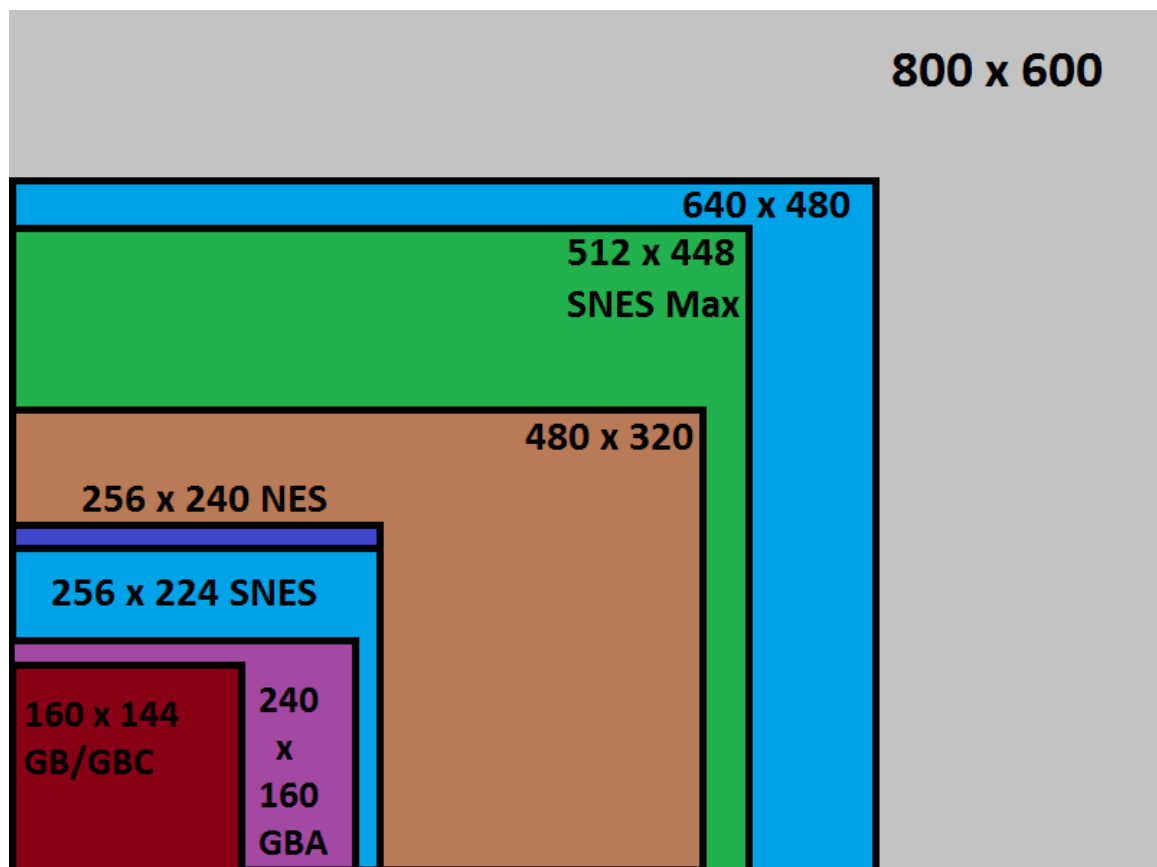 800 x 600
640 x 480
512 x 448
SNES Max
480 x 320
256 x 240 NES
256 x 224 SNES
160 x 144
GB/GBC
240
x
160
GBA